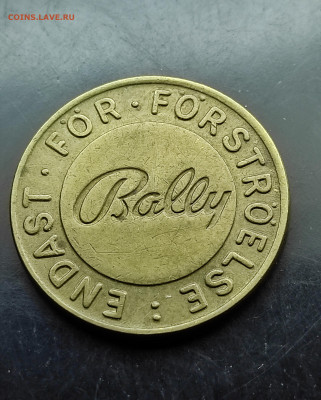 COINS.LAVE.RU
ENDAST · FÖR · FÖRSTRÖELSE :
Bally